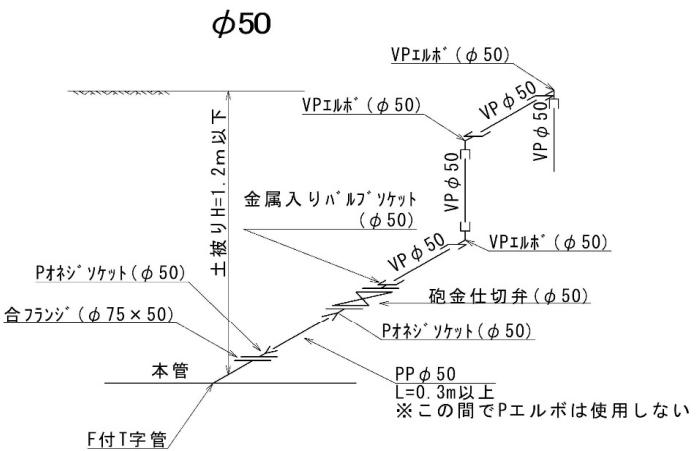 φ50
VPエルボ(φ50)
VPエルボ(φ50)
VPφ50
VPφ50
土被りH=1.2m以下
VPφ50
金属入りバルブソケット
(φ50)
VPφ50
VPエルボ(φ50)
Pオネジソケット(φ50)
砲金仕切弁(φ50)
合フランジ(φ75×50)
Pオネジソケット(φ50)
本管
PPφ50
L=0.3m以上
※この間でPエルボは使用しない
F付T字管